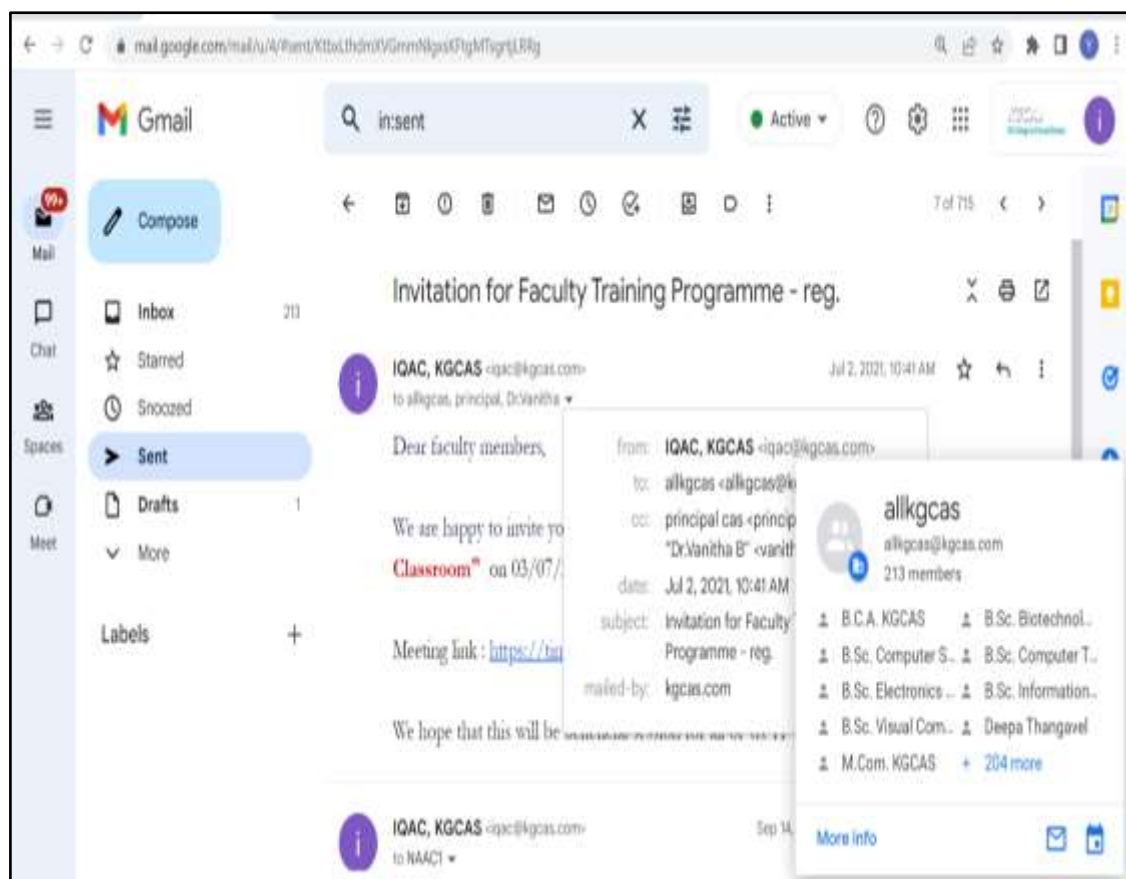 mail.google.com/mail/u/4/#sent/
Gmail
in:sent
Active
i
99+
Mail
Chat
Spaces
Meet
Compose
Inbox 213
Starred
Snoozed
Sent
Drafts 1
More
Labels +
7 of 715
Invitation for Faculty Training Programme - reg.
i
IQAC, KGCAS <iqac@kgcas.com>
Jul 2, 2021, 10:41 AM
to allkgcas, principal, Dr.Vanitha
Dear faculty members,
We are happy to invite yo
Classroom" on 03/07/
Meeting link : https://tin
We hope that this will be
from: IQAC, KGCAS <iqac@kgcas.com>
to: allkgcas <allkgcas@k
cc: principal cas <princip
"Dr.Vanitha B" <vanith
date: Jul 2, 2021, 10:41 AM
subject: Invitation for Faculty
Programme - reg.
mailed-by: kgcas.com
allkgcas
allkgcas@kgcas.com
213 members
B.C.A. KGCAS B.Sc. Biotechnol...
B.Sc. Computer S... B.Sc. Computer T...
B.Sc. Electronics ... B.Sc. Information...
B.Sc. Visual Com... Deepa Thangavel
M.Com. KGCAS + 204 more
More info
i
IQAC, KGCAS <iqac@kgcas.com>
Sep 14,
to NAAC1